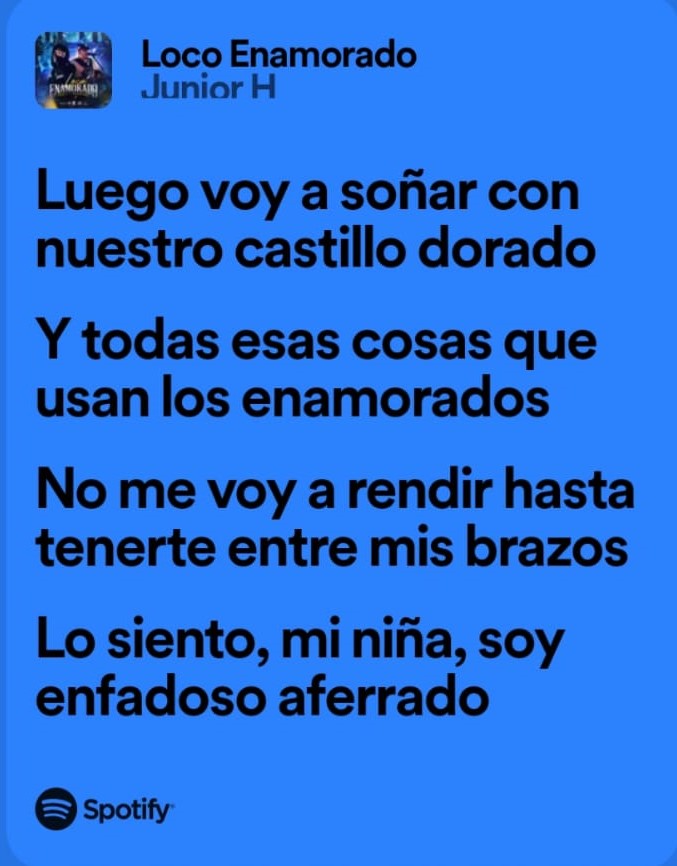 Loco Enamorado
Junior H
ENAMORADO
Luego voy a soñar con
nuestro castillo dorado
Y todas esas cosas que
usan los enamorados
No me voy a rendir hasta
tenerte entre mis brazos
Lo siento, mi niña, soy
enfadoso aferrado
Spotify